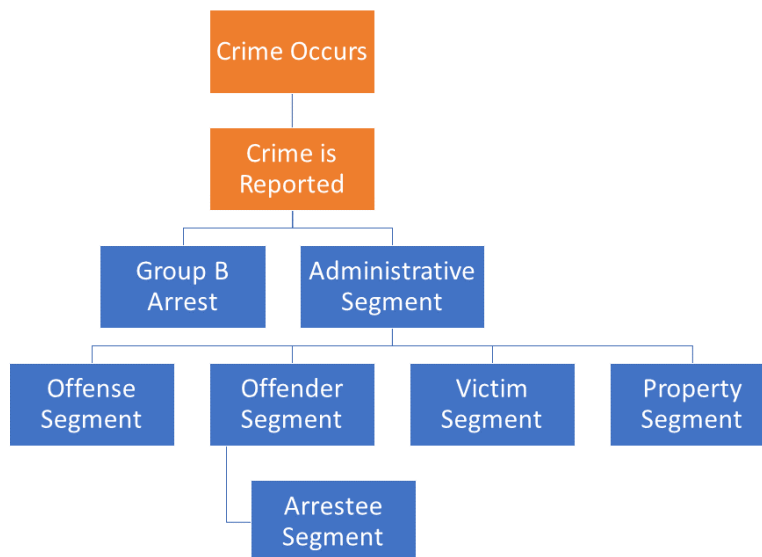 Crime Occurs
Crime is
Reported
Group B
Arrest
Administrative
Segment
Offense
Segment
Offender
Segment
Victim
Segment
Property
Segment
Arrestee
Segment